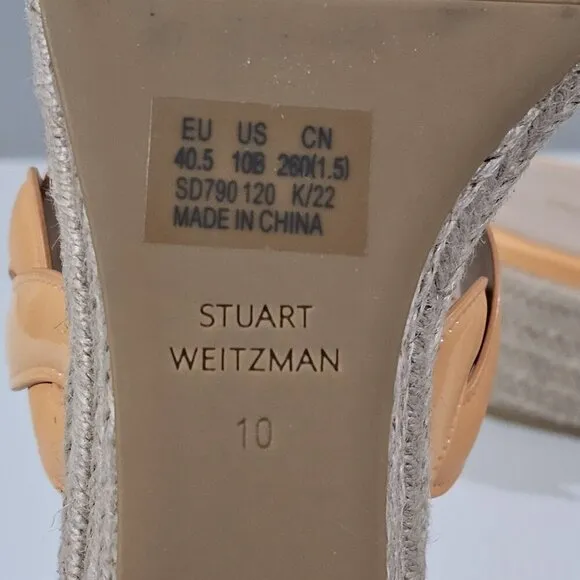 EU US CN
40.5 10B 260(1.5)
SD790 120 K/22
MADE IN CHINA
STUART
WEITZMAN
10